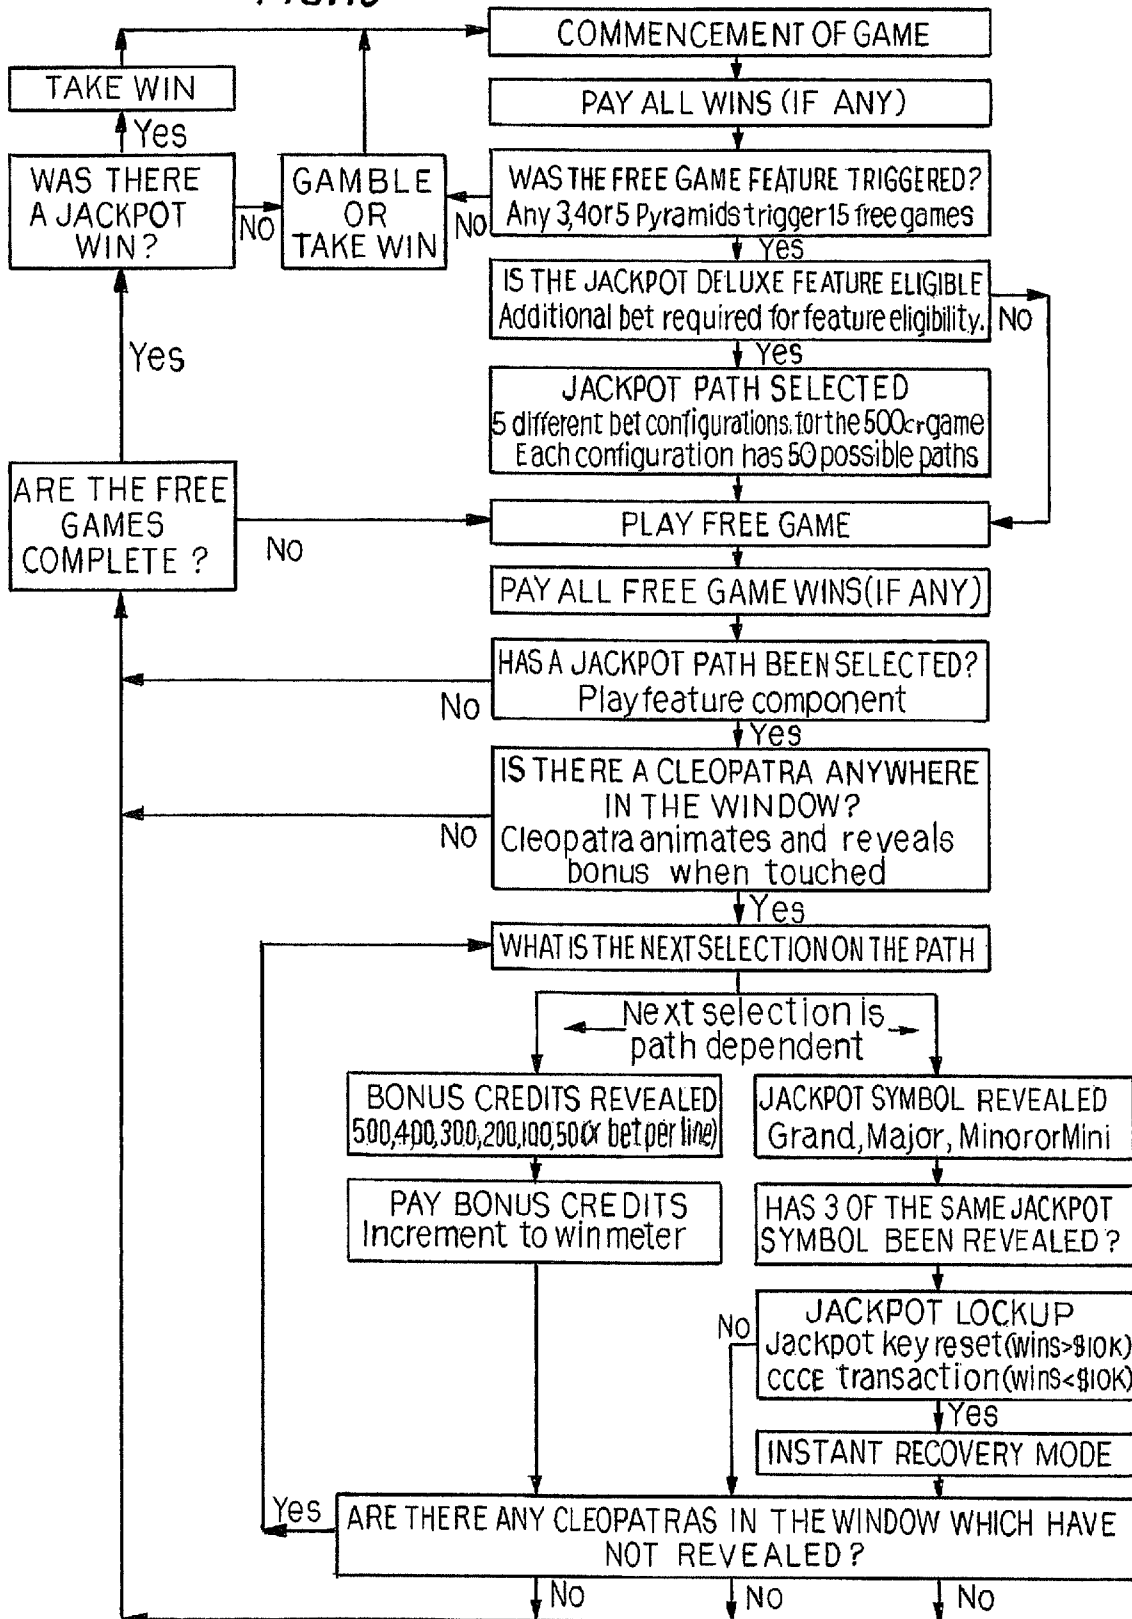 COMMENCEMENT OF GAME
TAKE WIN
PAY ALL WINS (IF ANY)
Yes
WAS THERE
A JACKPOT
WIN?
No
GAMBLE
OR
TAKE WIN
No
WAS THE FREE GAME FEATURE TRIGGERED?
Any 3,4 or 5 Pyramids trigger 15 free games
Yes
IS THE JACKPOT DELUXE FEATURE ELIGIBLE
Additional bet required for feature eligibility.
No
Yes
Yes
JACKPOT PATH SELECTED
5 different bet configurations for the 500cr game
Each configuration has 50 possible paths
ARE THE FREE
GAMES
COMPLETE ?
No
PLAY FREE GAME
PAY ALL FREE GAME WINS(IF ANY)
HAS A JACKPOT PATH BEEN SELECTED?
Play feature component
No
Yes
IS THERE A CLEOPATRA ANYWHERE
IN THE WINDOW?
Cleopatra animates and reveals
bonus when touched
No
Yes
WHAT IS THE NEXT SELECTION ON THE PATH
Next selection is
path dependent
BONUS CREDITS REVEALED
500,400,300,200,100,50(x bet per line)
JACKPOT SYMBOL REVEALED
Grand, Major, Minor or Mini
PAY BONUS CREDITS
Increment to win meter
HAS 3 OF THE SAME JACKPOT
SYMBOL BEEN REVEALED ?
No
JACKPOT LOCKUP
Jackpot key reset (wins>$10K)
CCCE transaction (wins<$10K)
Yes
INSTANT RECOVERY MODE
Yes
ARE THERE ANY CLEOPATRAS IN THE WINDOW WHICH HAVE
NOT REVEALED ?
No
No
No